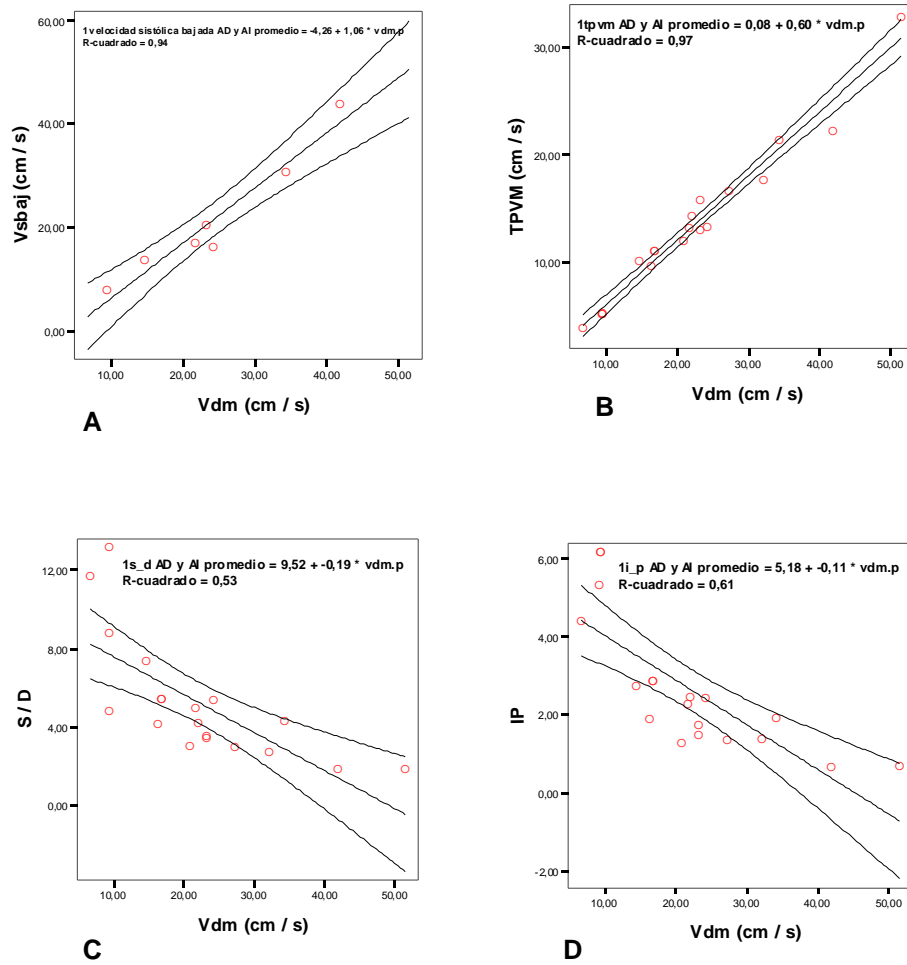 1velocidad sistólica bajada AD y AI promedio = -4,26 + 1,06 * vdm.p
R-cuadrado = 0,94
60,00
40,00
20,00
0,00
Vsbaj (cm / s)
10,00 20,00 30,00 40,00 50,00
Vdm (cm / s)
A
1tpvm AD y AI promedio = 0,08 + 0,60 * vdm.p
R-cuadrado = 0,97
30,00
20,00
10,00
TPVM (cm / s)
10,00 20,00 30,00 40,00 50,00
Vdm (cm / s)
B
1s_d AD y AI promedio = 9,52 + -0,19 * vdm.p
R-cuadrado = 0,53
12,00
8,00
4,00
0,00
S / D
10,00 20,00 30,00 40,00 50,00
Vdm (cm / s)
C
1i_p AD y AI promedio = 5,18 + -0,11 * vdm.p
R-cuadrado = 0,61
6,00
4,00
2,00
0,00
-2,00
IP
10,00 20,00 30,00 40,00 50,00
Vdm (cm / s)
D